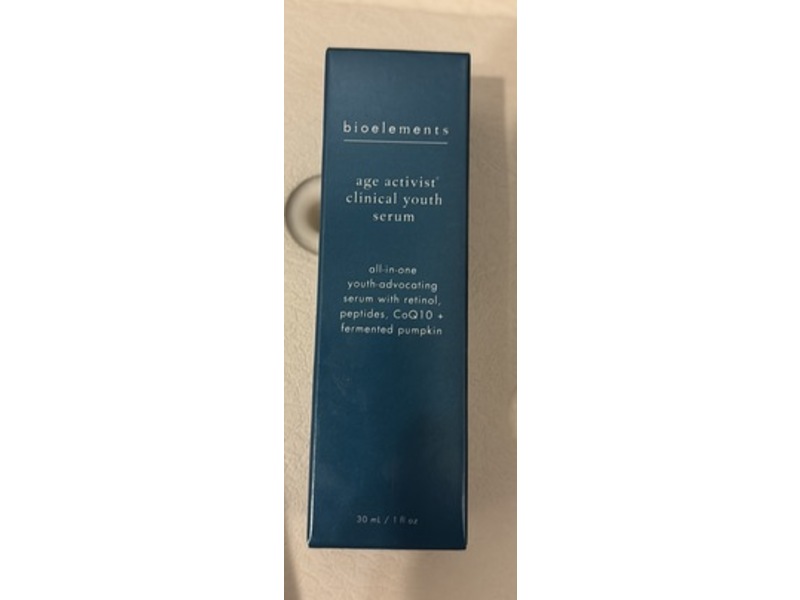 bioelements
age activist®
clinical youth
serum
all-in-one
youth-advocating
serum with retinol,
peptides, CoQ10 +
fermented pumpkin
30 mL / 1 fl oz